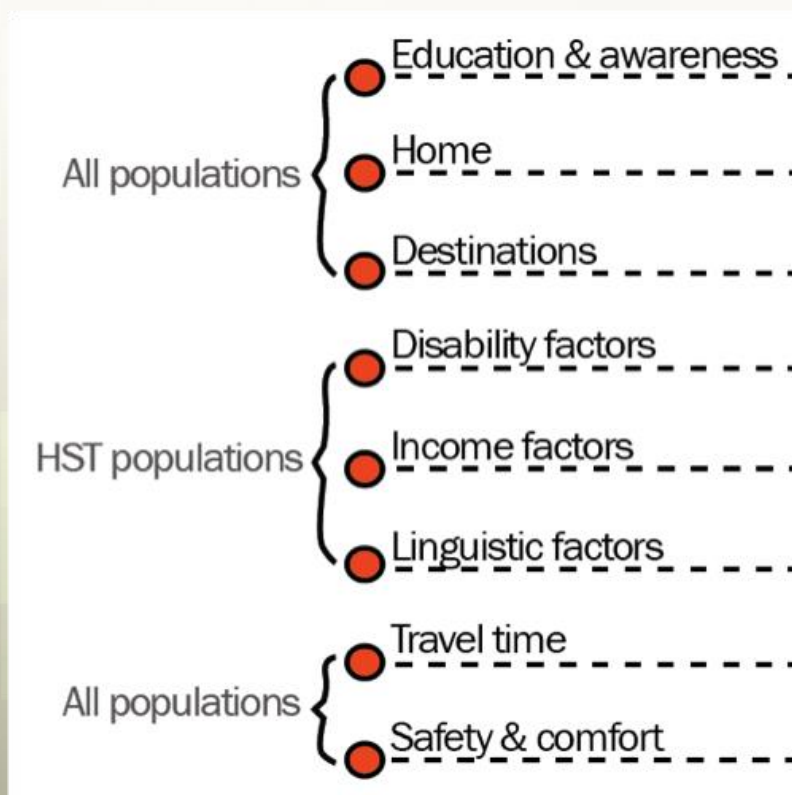 Education & awareness
Home
All populations
Destinations
Disability factors
Income factors
HST populations
Linguistic factors
Travel time
All populations
Safety & comfort